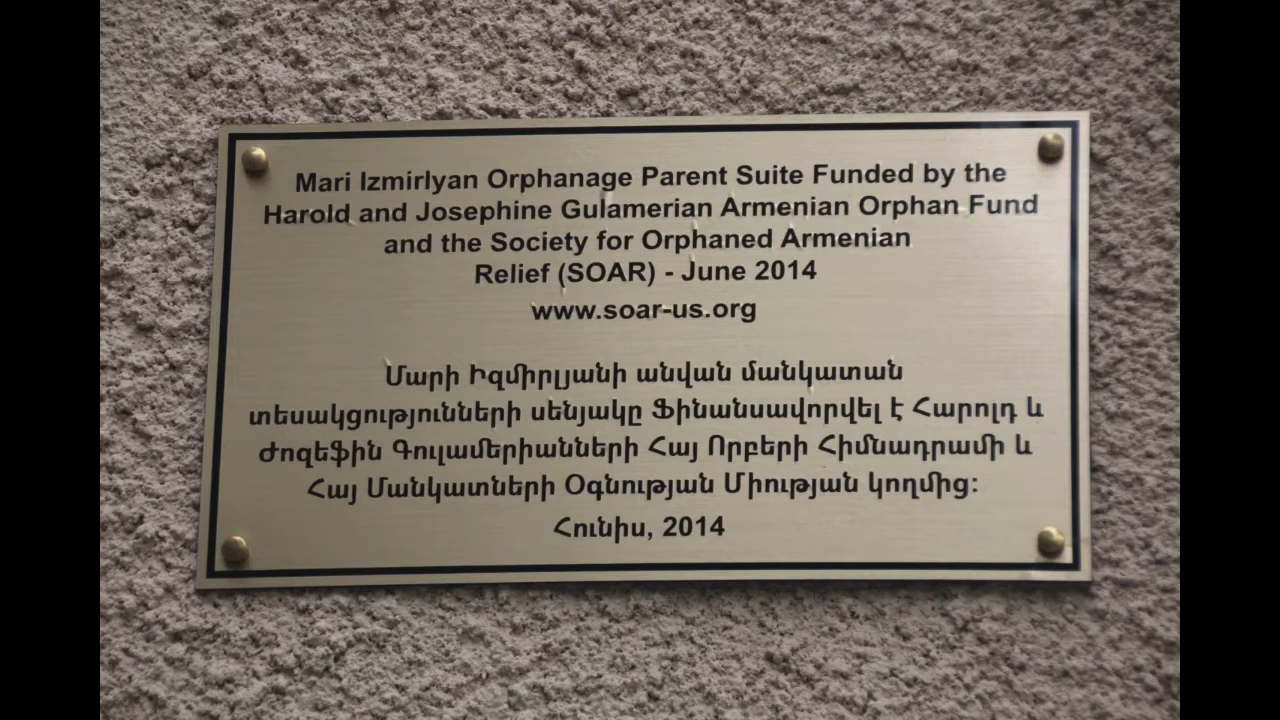 Mari Izmirlyan Orphanage Parent Suite Funded by the
Harold and Josephine Gulamerian Armenian Orphan Fund
and the Society for Orphaned Armenian
Relief (SOAR) - June 2014
www.soar-us.org
Մարի Իզմիրլյանի անվան մանկատան
տեսակցությունների սենյակը Ֆինանսավորվել է Հարոլդ և
Ժոզեֆին Գուլամերիանների Հայ Որբերի Հիմնադրամի և
Հայ Մանկատների Օգնության Միության կողմից։
Հունիս, 2014